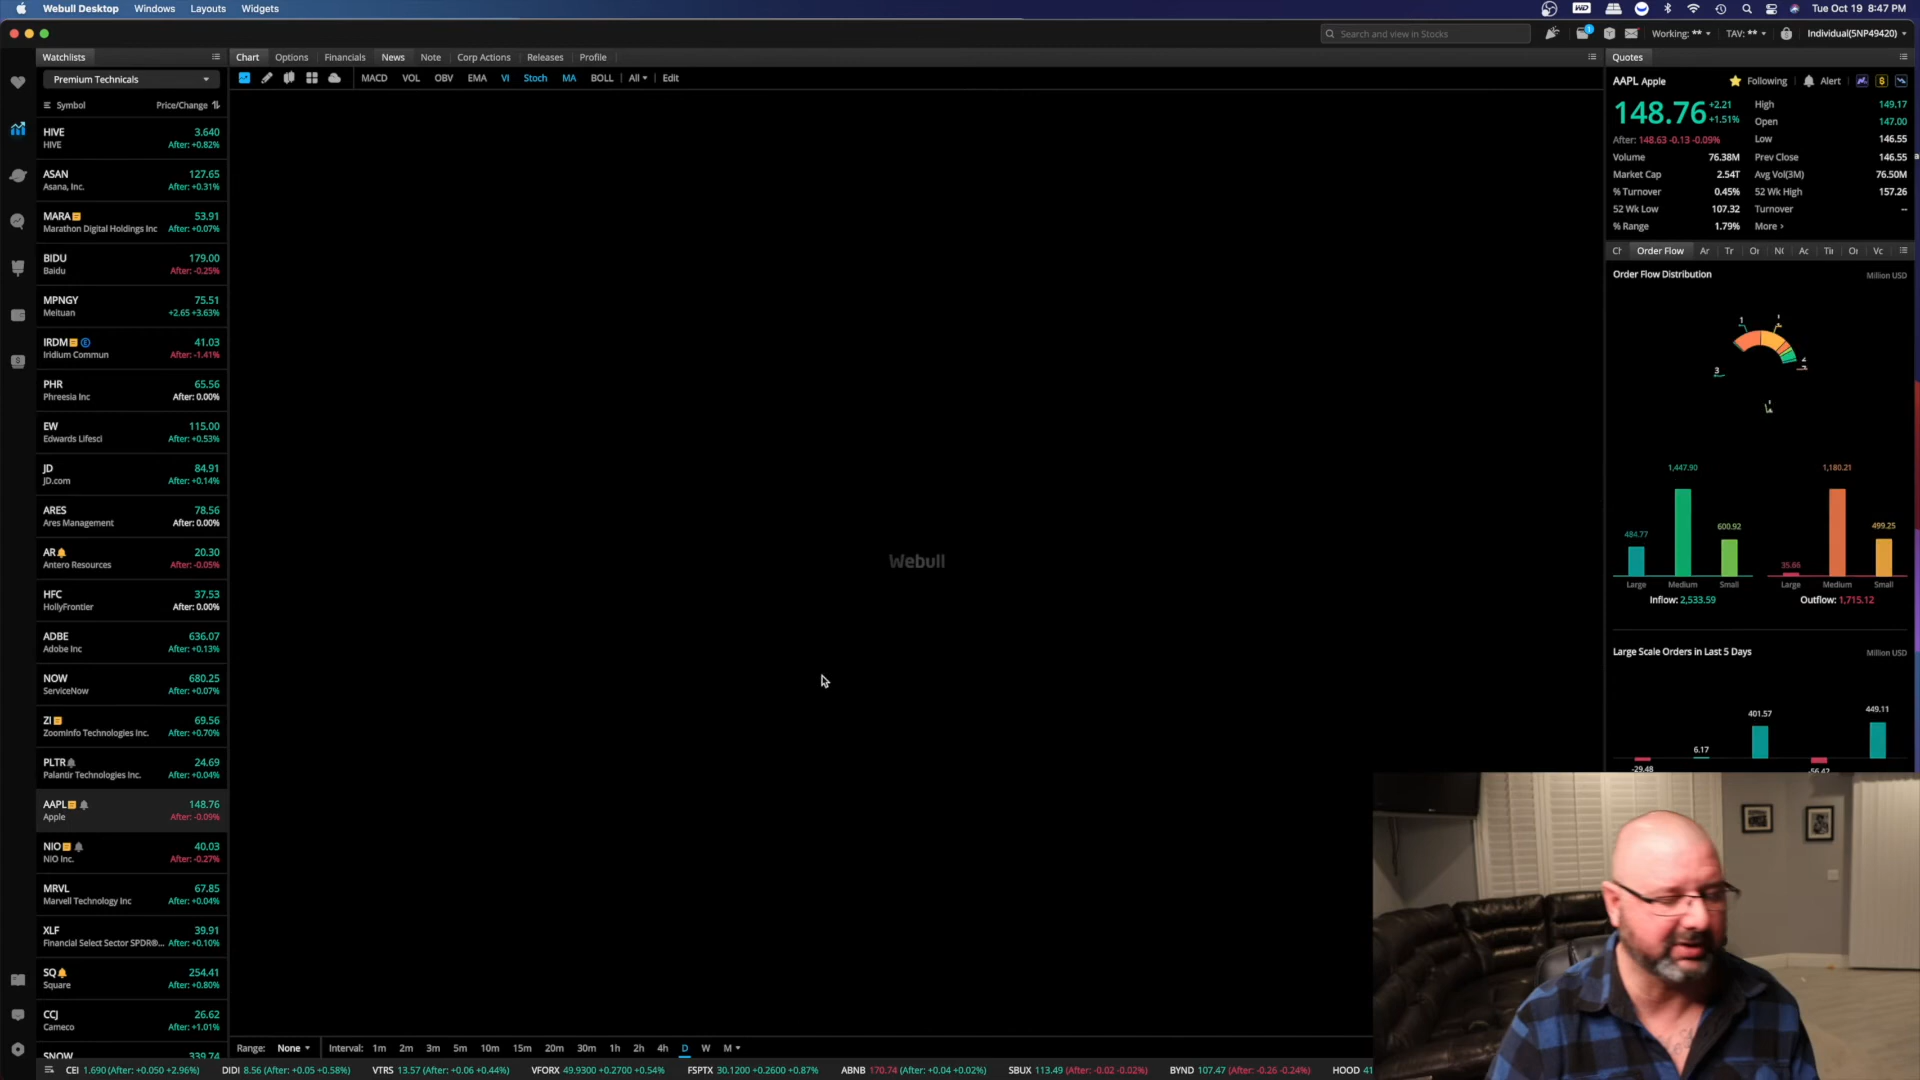 Webull Desktop Windows Layouts Widgets
Tue Oct 19 8:47 PM
Search and view in Stocks
Working: ** TAV: ** Individual(5NP49420)
Watchlists
Chart Options Financials News Note Corp Actions Releases Profile
Quotes
Premium Technicals
MACD VOL OBV EMA VI Stoch MA BOLL All Edit
Symbol Price/Change
HIVE 3.640
HIVE After: +0.82%
ASAN 127.65
Asana, Inc. After: +0.31%
MARA 53.91
Marathon Digital Holdings Inc After: +0.07%
BIDU 179.00
Baidu After: -0.25%
MPNGY 75.51
Meituan +2.65 +3.63%
IRDM 41.03
Iridium Commun After: -1.41%
PHR 65.56
Phreesia Inc After: 0.00%
EW 115.00
Edwards Lifesci After: +0.53%
JD 84.91
JD.com After: +0.14%
ARES 78.56
Ares Management After: 0.00%
AR 20.30
Antero Resources After: -0.05%
HFC 37.53
HollyFrontier After: 0.00%
ADBE 636.07
Adobe Inc After: +0.13%
NOW 680.25
ServiceNow After: +0.07%
ZI 69.56
ZoomInfo Technologies Inc. After: +0.70%
PLTR 24.69
Palantir Technologies Inc. After: +0.04%
AAPL 148.76
Apple After: -0.09%
NIO 40.03
NIO Inc. After: -0.27%
MRVL 67.85
Marvell Technology Inc After: +0.04%
XLF 39.91
Financial Select Sector SPDR®... After: +0.10%
SQ 254.41
Square After: +0.80%
CCJ 26.62
Cameco After: +1.01%
SNOW 339.74
Webull
AAPL Apple Following Alert
148.76 +2.21
+1.51%
After: 148.63 -0.13 -0.09%
High 149.17
Open 147.00
Low 146.55
Volume 76.38M Prev Close 146.55
Market Cap 2.54T Avg Vol(3M) 76.50M
% Turnover 0.45% 52 Wk High 157.26
52 Wk Low 107.32 Turnover --
% Range 1.79% More >
Order Flow Ar Tr Or Ac Or Vc
Order Flow Distribution Million USD
1,447.90 1,180.21
484.77 600.92 35.66 499.25
Large Medium Small Large Medium Small
Inflow: 2,533.59 Outflow: 1,715.12
Large Scale Orders in Last 5 Days Million USD
-29.48 6.17 401.57 -56.42 449.11
Range: None Interval: 1m 2m 3m 5m 10m 15m 20m 30m 1h 2h 4h D W M
CEI 1.690 (After: +0.050 +2.96%) DIDI 8.56 (After: +0.05 +0.58%) VTRS 13.57 (After: +0.06 +0.44%) VFORX 49.9300 +0.2700 +0.54% FSPTX 30.1200 +0.2600 +0.87% ABNB 170.74 (After: +0.04 +0.02%) SBUX 113.49 (After: -0.02 -0.02%) BYND 107.47 (After: -0.26 -0.24%) HOOD